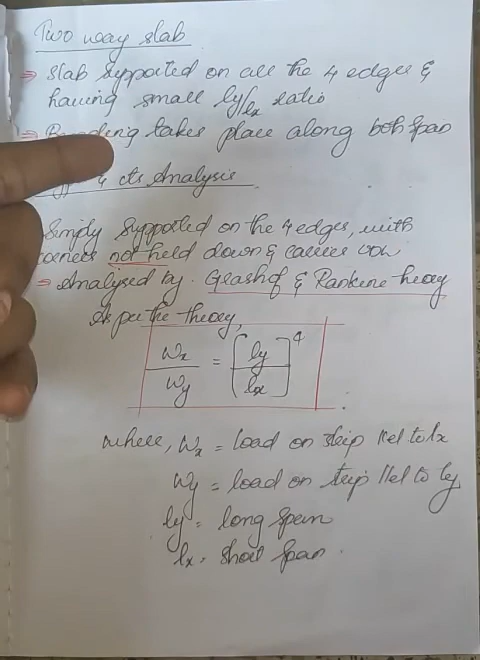 Two way slab
⇒ Slab supported on all the 4 edges &
having small ly/lx ratio
⇒ Bending takes place along both span
& its Analysis
Simply supported on the 4 edges, with
corners not held down & carries udl
⇒ Analysed by Grashof & Rankine theory
As per the theory,
Wx/Wy = [ly/lx]^4
where, Wx = load on strip llel to lx
Wy = load on strip llel to ly
ly = long span
lx = short span